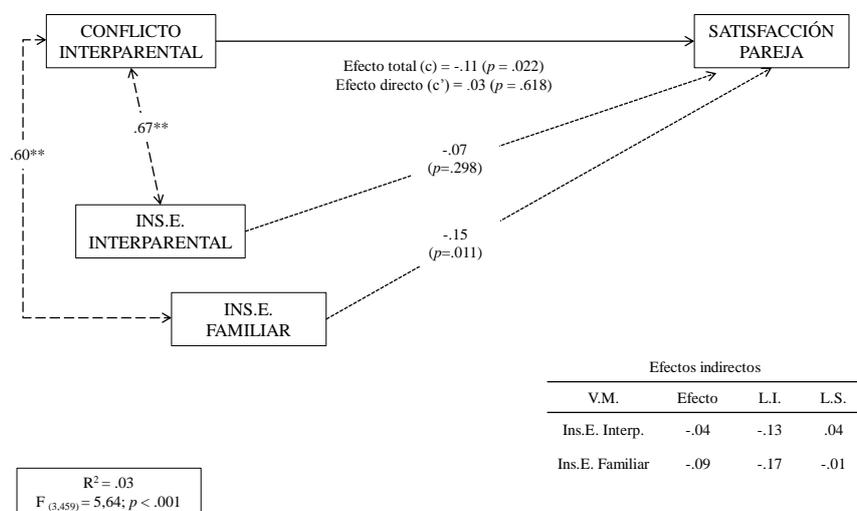 CONFLICTO
INTERPARENTAL
SATISFACCIÓN
PAREJA
Efecto total (c) = -.11 (p = .022)
Efecto directo (c’) = .03 (p = .618)
.67**
.60**
-.07
(p=.298)
INS.E.
INTERPARENTAL
-.15
(p=.011)
INS.E.
FAMILIAR
Efectos indirectos
V.M. Efecto L.I. L.S.
Ins.E. Interp. -.04 -.13 .04
Ins.E. Familiar -.09 -.17 -.01
R² = .03
F (3,459) = 5,64; p < .001